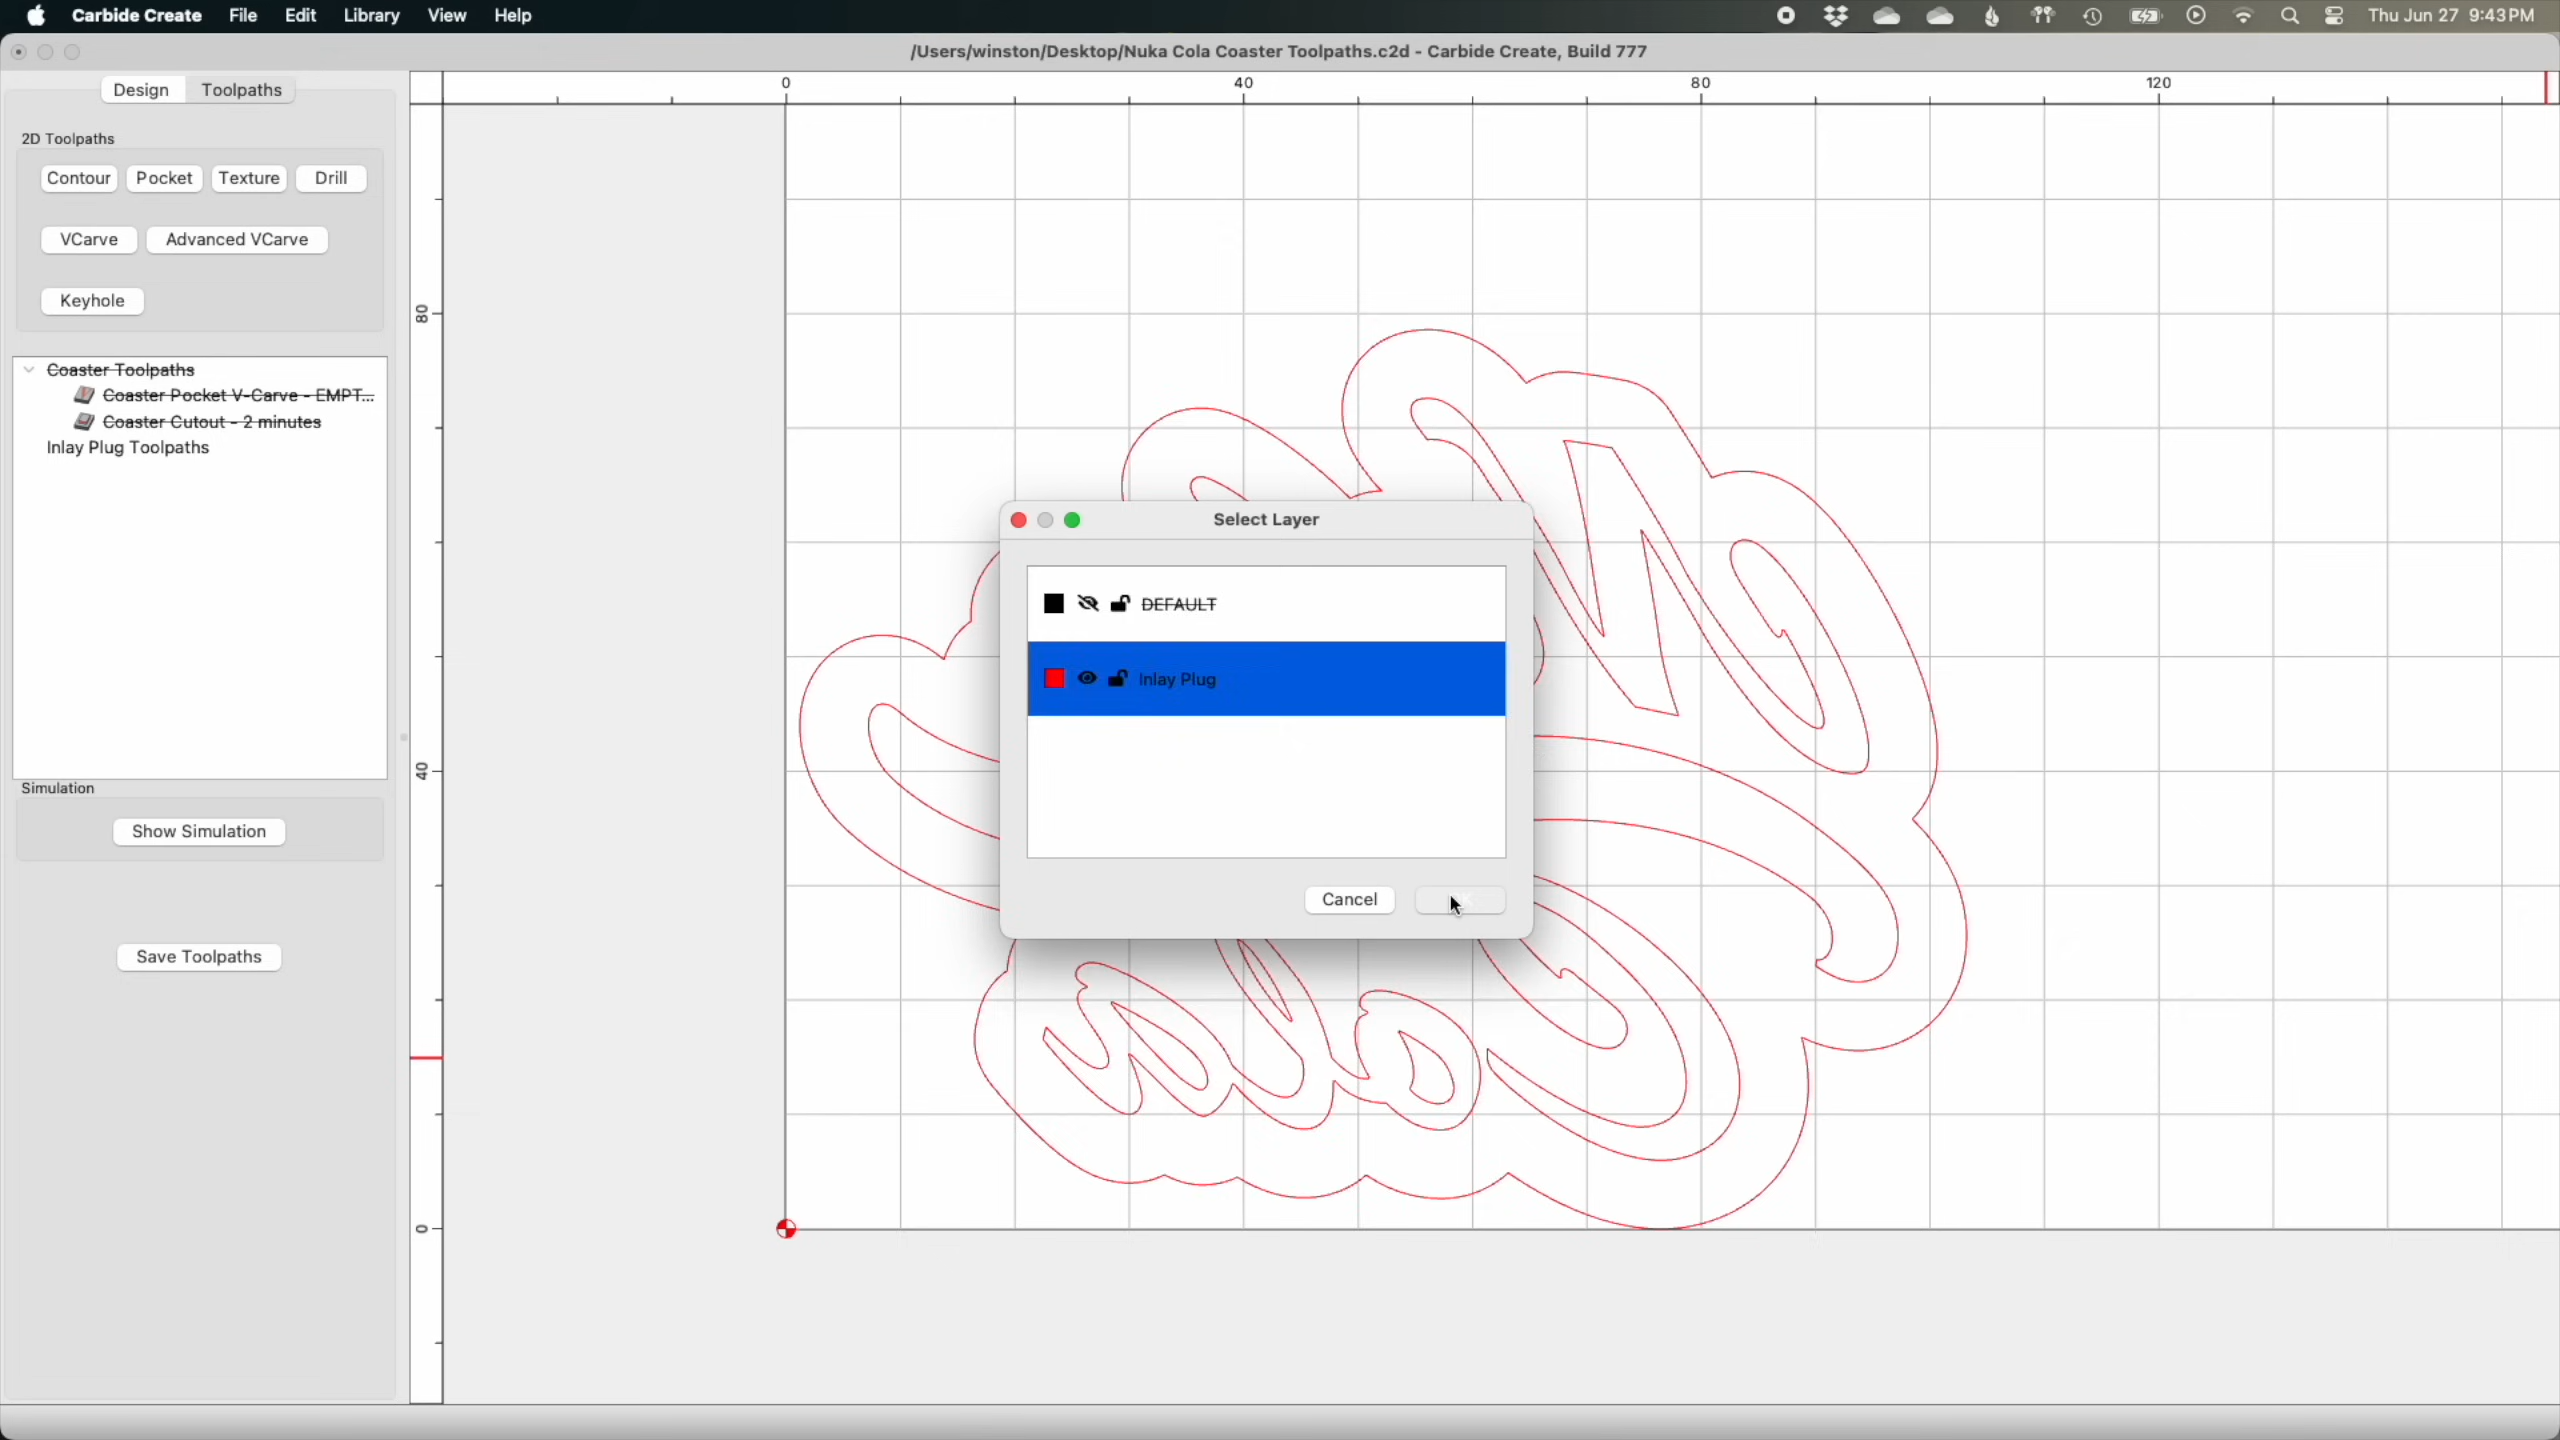 Carbide Create File Edit Library View Help Thu Jun 27 9:43 PM
/Users/winston/Desktop/Nuka Cola Coaster Toolpaths.c2d - Carbide Create, Build 777
Design Toolpaths
0 40 80 120
2D Toolpaths
Contour Pocket Texture Drill
VCarve Advanced VCarve
Keyhole
80
Coaster Toolpaths
Coaster Pocket V-Carve - EMPT...
Coaster Cutout - 2 minutes
Inlay Plug Toolpaths
Select Layer
DEFAULT
Inlay Plug
40
Simulation
Show Simulation
Cancel
Save Toolpaths
0